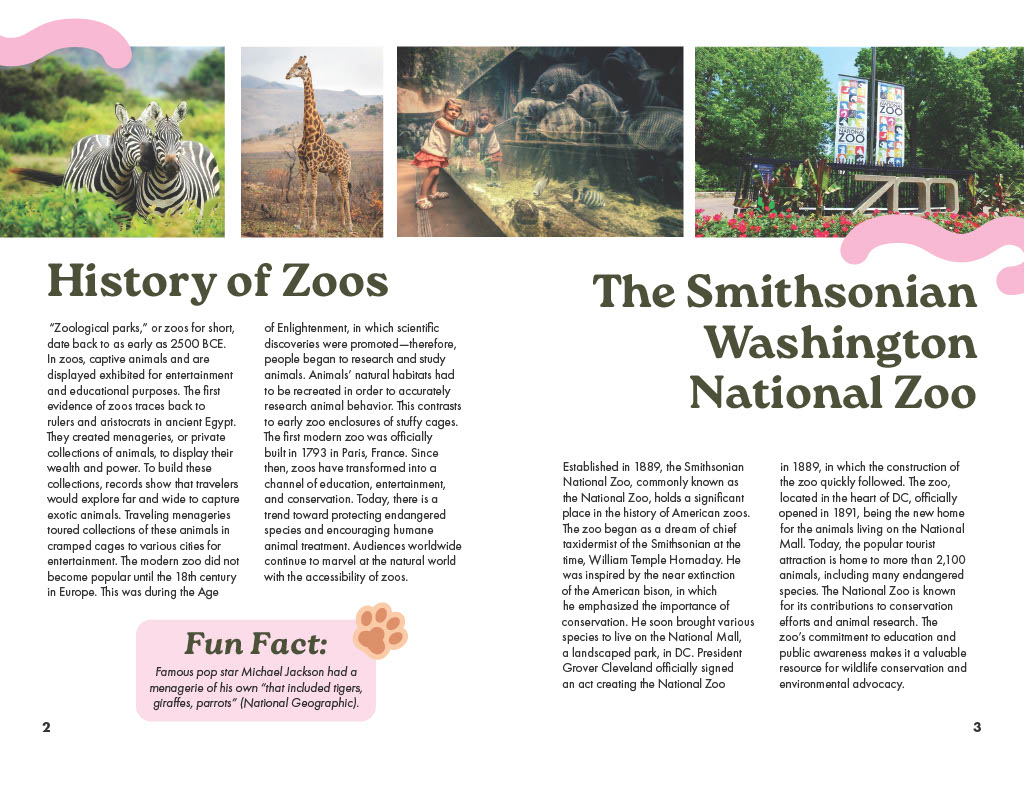 NATIONAL
ZOO
NATIONAL
ZOO
ZOO
History of Zoos
“Zoological parks,” or zoos for short,
date back to as early as 2500 BCE.
In zoos, captive animals and are
displayed exhibited for entertainment
and educational purposes. The first
evidence of zoos traces back to
rulers and aristocrats in ancient Egypt.
They created menageries, or private
collections of animals, to display their
wealth and power. To build these
collections, records show that travelers
would explore far and wide to capture
exotic animals. Traveling menageries
toured collections of these animals in
cramped cages to various cities for
entertainment. The modern zoo did not
become popular until the 18th century
in Europe. This was during the Age
of Enlightenment, in which scientific
discoveries were promoted—therefore,
people began to research and study
animals. Animals’ natural habitats had
to be recreated in order to accurately
research animal behavior. This contrasts
to early zoo enclosures of stuffy cages.
The first modern zoo was officially
built in 1793 in Paris, France. Since
then, zoos have transformed into a
channel of education, entertainment,
and conservation. Today, there is a
trend toward protecting endangered
species and encouraging humane
animal treatment. Audiences worldwide
continue to marvel at the natural world
with the accessibility of zoos.
Fun Fact:
Famous pop star Michael Jackson had a
menagerie of his own “that included tigers,
giraffes, parrots” (National Geographic).
2
The Smithsonian
Washington
National Zoo
Established in 1889, the Smithsonian
National Zoo, commonly known as
the National Zoo, holds a significant
place in the history of American zoos.
The zoo began as a dream of chief
taxidermist of the Smithsonian at the
time, William Temple Hornaday. He
was inspired by the near extinction
of the American bison, in which
he emphasized the importance of
conservation. He soon brought various
species to live on the National Mall,
a landscaped park, in DC. President
Grover Cleveland officially signed
an act creating the National Zoo
in 1889, in which the construction of
the zoo quickly followed. The zoo,
located in the heart of DC, officially
opened in 1891, being the new home
for the animals living on the National
Mall. Today, the popular tourist
attraction is home to more than 2,100
animals, including many endangered
species. The National Zoo is known
for its contributions to conservation
efforts and animal research. The
zoo’s commitment to education and
public awareness makes it a valuable
resource for wildlife conservation and
environmental advocacy.
3